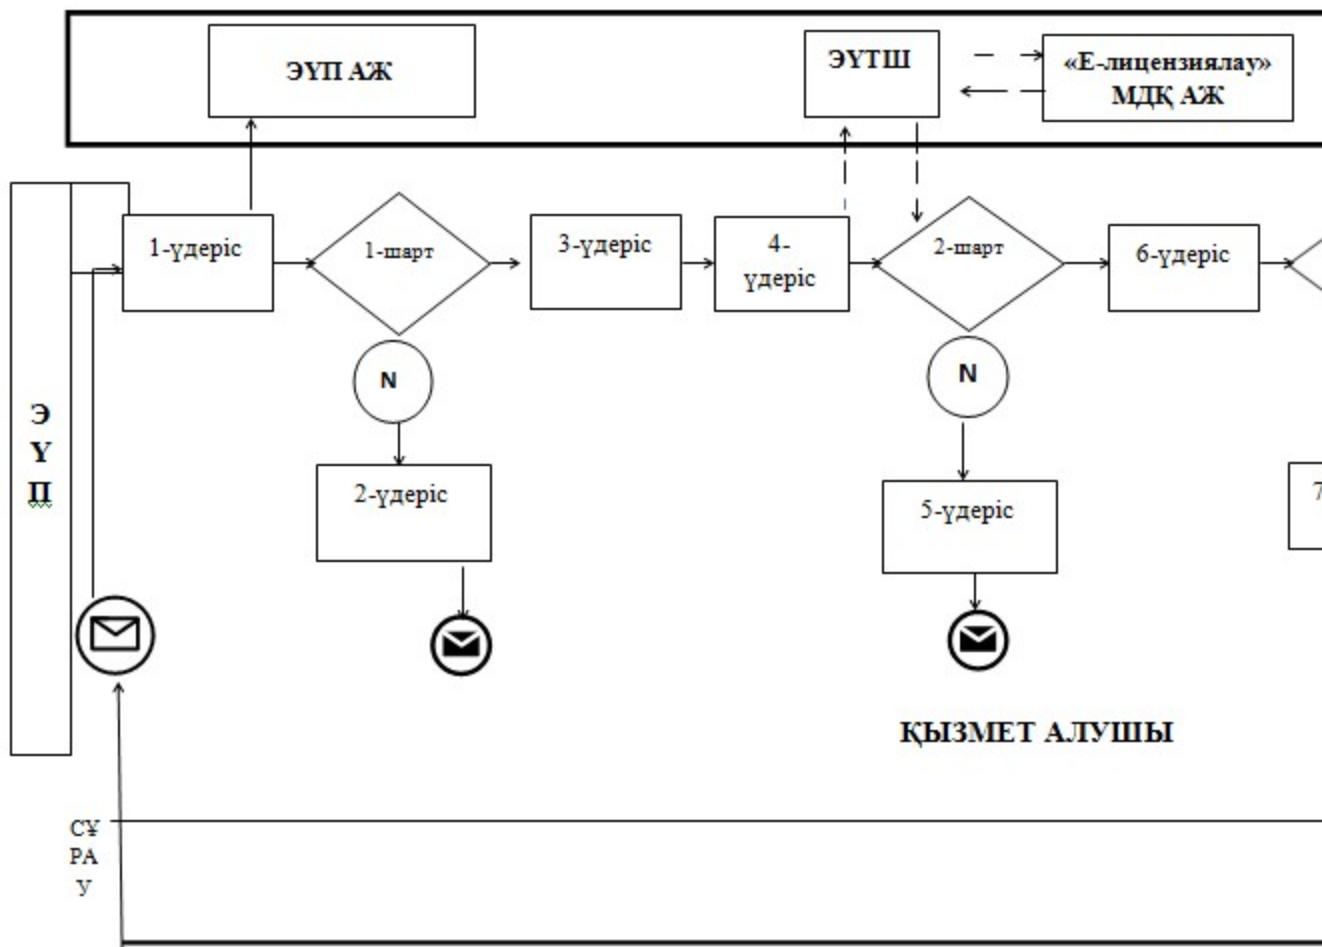 ЭҮП АЖ
ЭҮТШ
«Е-лицензиялау»
МДҚ АЖ
1-үдеріс
1-шарт
3-үдеріс
4-
үдеріс
2-шарт
6-үдеріс
N
N
Э
Ү
П
2-үдеріс
5-үдеріс
7
ҚЫЗМЕТ АЛУШЫ
СҰ
РА
У